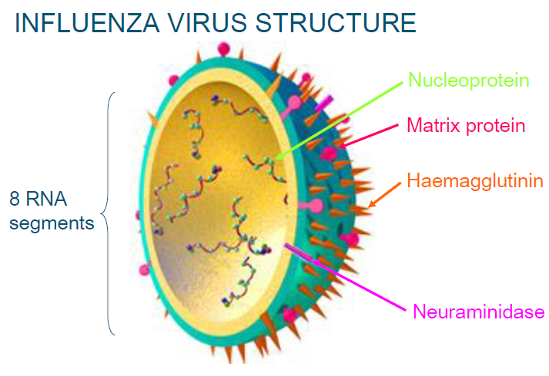 INFLUENZA VIRUS STRUCTURE
Nucleoprotein
Matrix protein
Haemagglutinin
8 RNA
segments
Neuraminidase